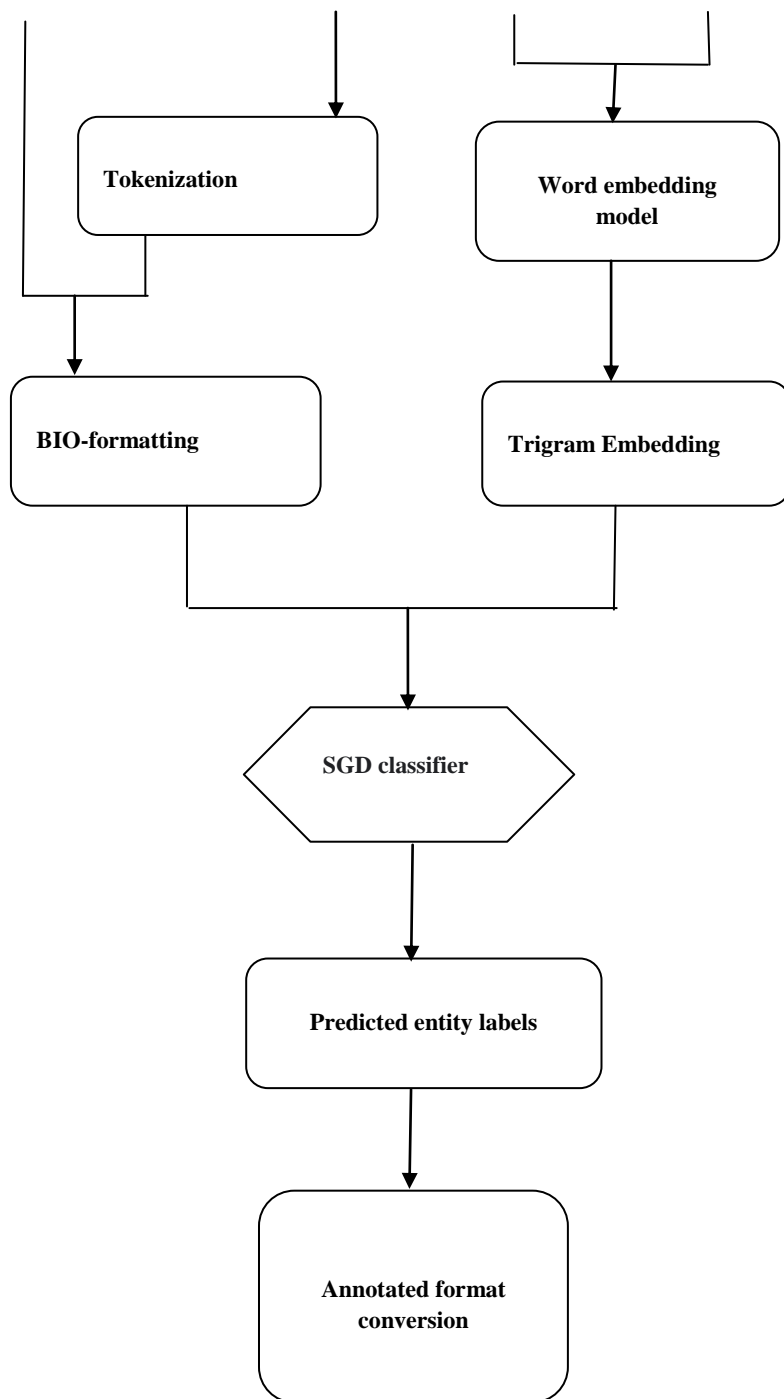 Tokenization
Word embedding
model
BIO-formatting
Trigram Embedding
SGD classifier
Predicted entity labels
Annotated format
conversion